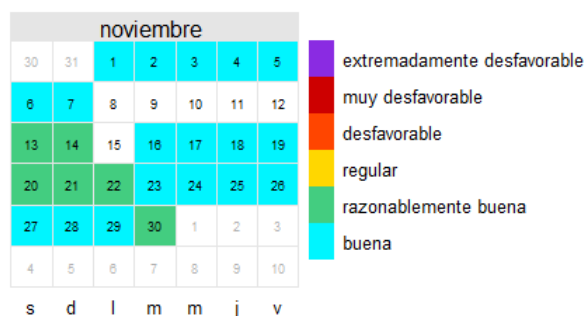 noviembre
30 31 1 2 3 4 5
6 7 8 9 10 11 12
13 14 15 16 17 18 19
20 21 22 23 24 25 26
27 28 29 30 1 2 3
4 5 6 7 8 9 10
s d l m m j v
extremadamente desfavorable
muy desfavorable
desfavorable
regular
razonablemente buena
buena